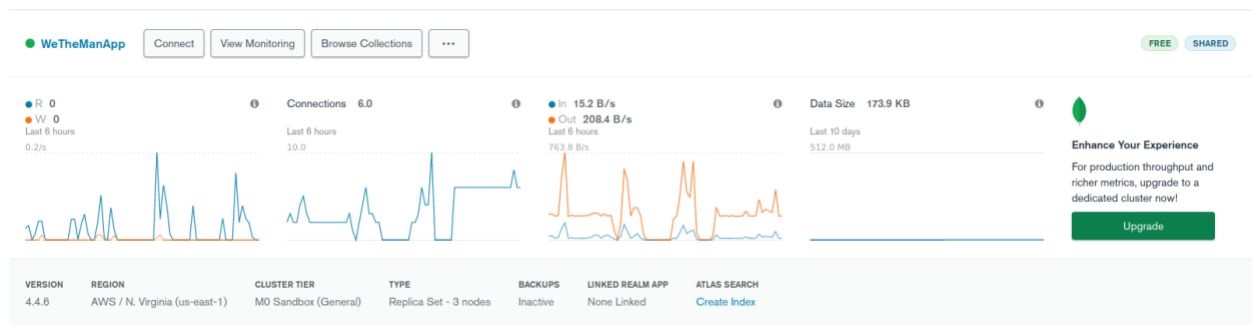 WeTheManApp Connect View Monitoring Browse Collections ... FREE SHARED
R 0
W 0
Last 6 hours
0.2/s
Connections 6.0
Last 6 hours
10.0
In 15.2 B/s
Out 208.4 B/s
Last 6 hours
763.8 B/s
Data Size 173.9 KB
Last 10 days
512.0 MB
Enhance Your Experience
For production throughput and
richer metrics, upgrade to a
dedicated cluster now!
Upgrade
VERSION REGION CLUSTER TIER TYPE BACKUPS LINKED REALM APP ATLAS SEARCH
4.4.6 AWS / N. Virginia (us-east-1) M0 Sandbox (General) Replica Set - 3 nodes Inactive None Linked Create Index